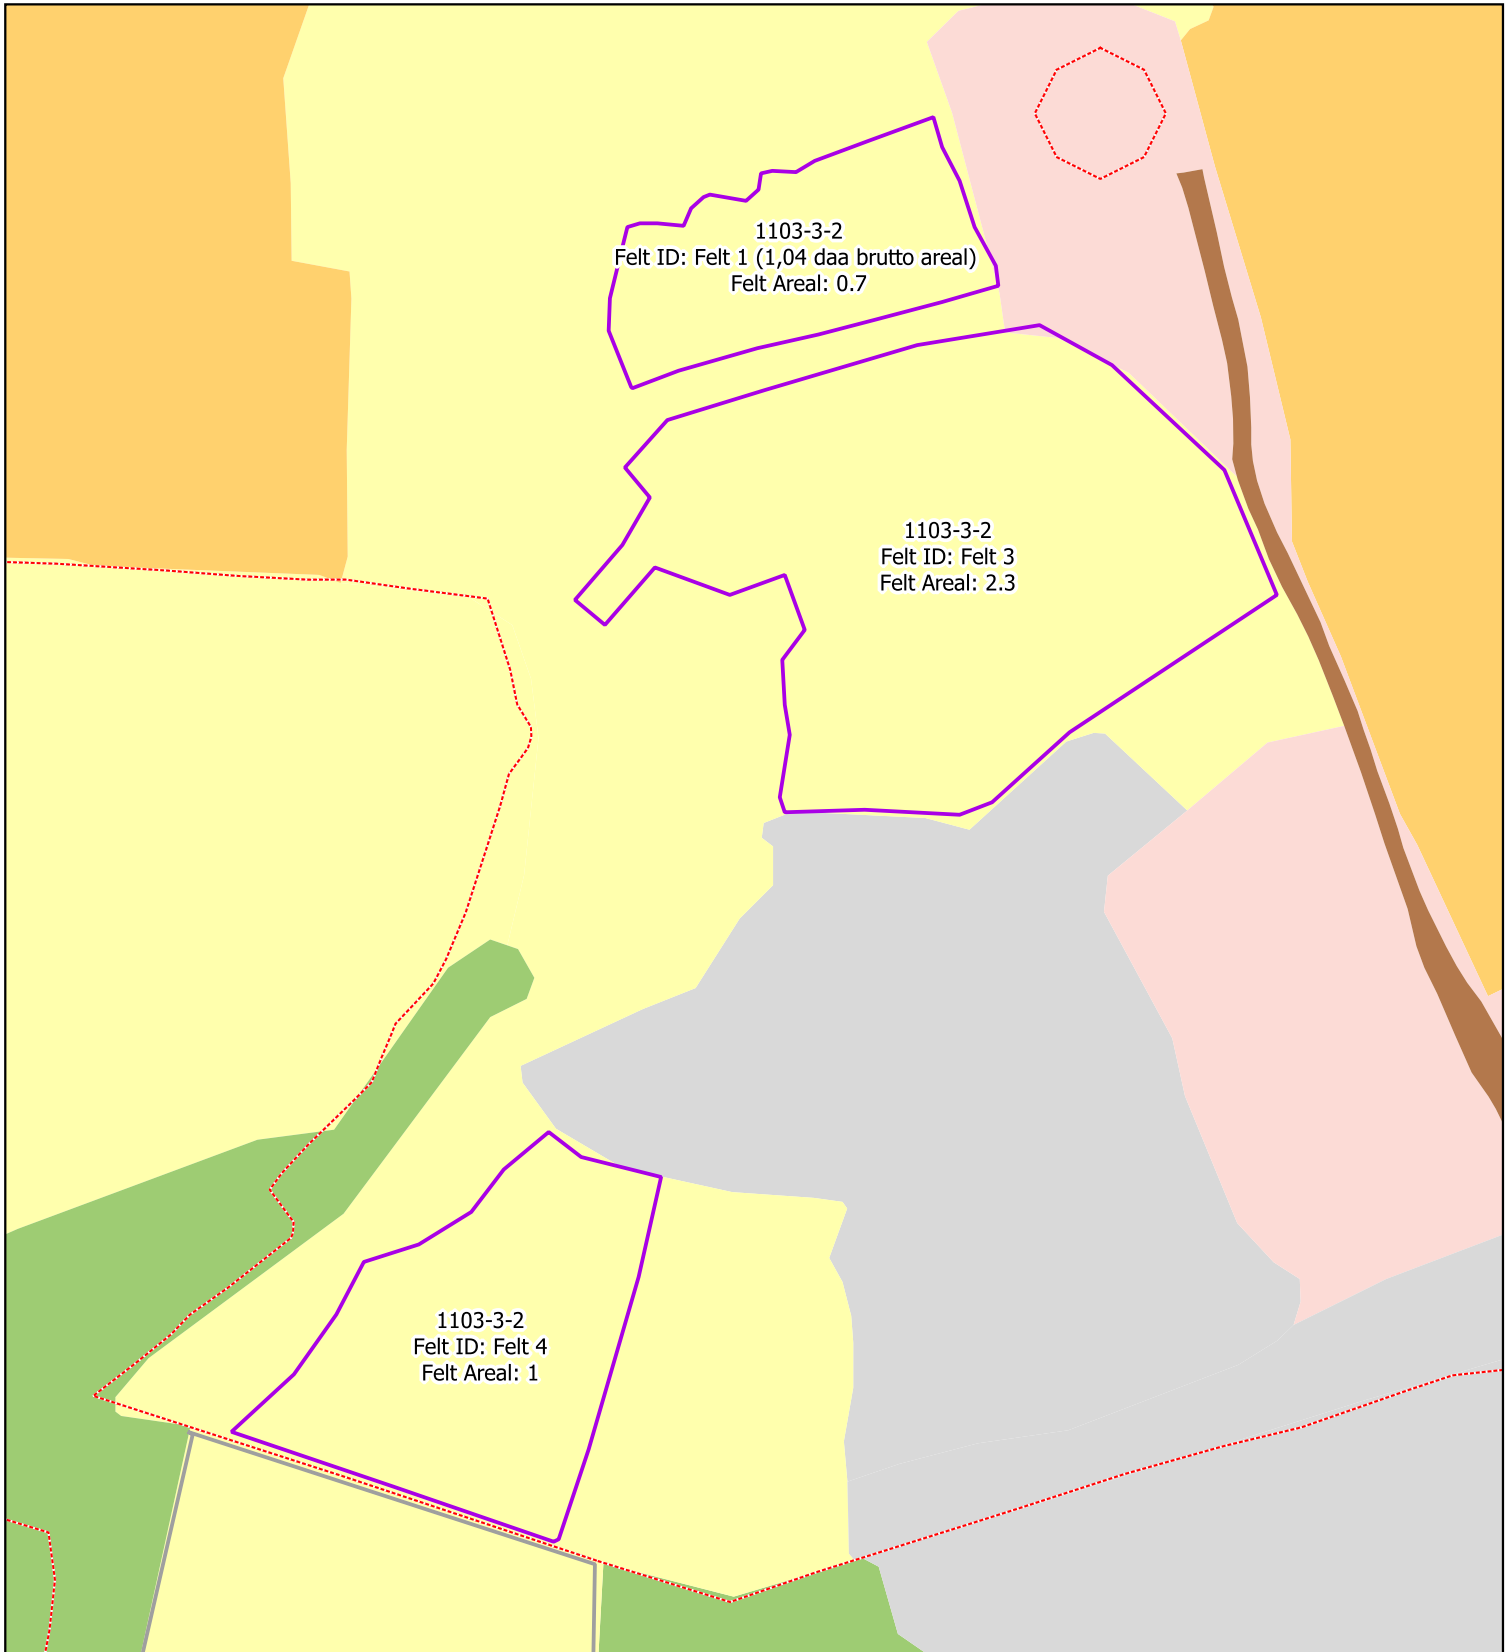 1103-3-2
Felt ID: Felt 1 (1,04 daa brutto areal)
Felt Areal: 0.7
1103-3-2
Felt ID: Felt 3
Felt Areal: 2.3
1103-3-2
Felt ID: Felt 4
Felt Areal: 1